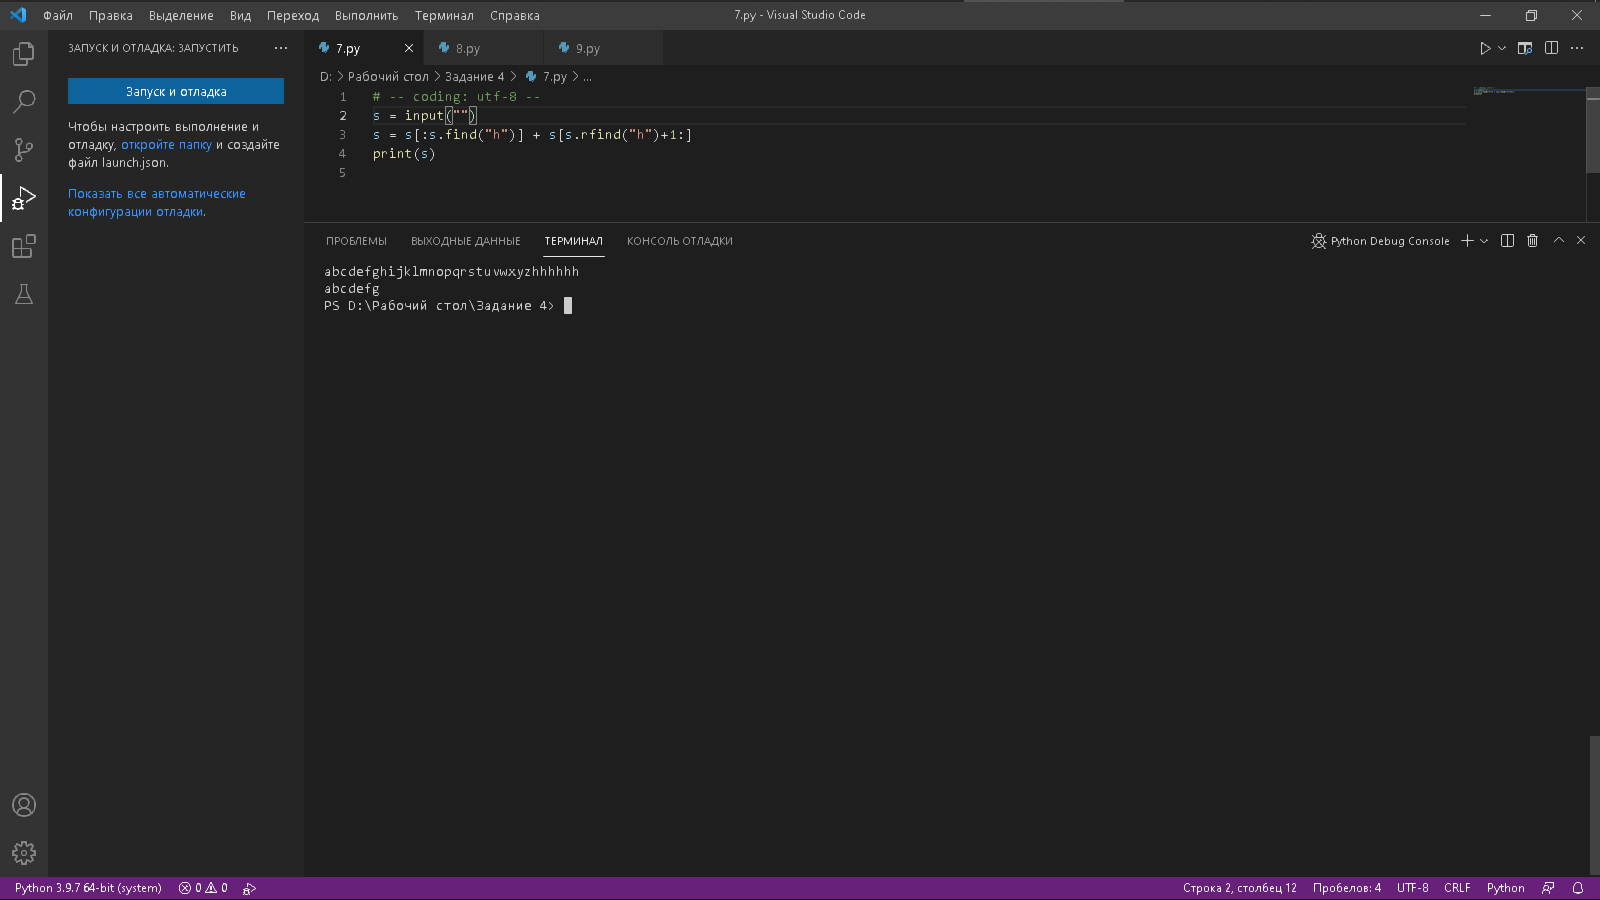 Файл Правка Выделение Вид Переход Выполнить Терминал Справка 7.py - Visual Studio Code
ЗАПУСК И ОТЛАДКА: ЗАПУСТИТЬ ···
Запуск и отладка
Чтобы настроить выполнение и
отладку, откройте папку и создайте
файл launch.json.
Показать все автоматические
конфигурации отладки.
7.py 8.py 9.py
D: > Рабочий стол > Задание 4 > 7.py > ...
1 # -- coding: utf-8 --
2 s = input("")
3 s = s[:s.find("h")] + s[s.rfind("h")+1:]
4 print(s)
5
ПРОБЛЕМЫ ВЫХОДНЫЕ ДАННЫЕ ТЕРМИНАЛ КОНСОЛЬ ОТЛАДКИ Python Debug Console
abcdefghijklmnopqrstuvwxyzhhhhhh
abcdefg
PS D:\Рабочий стол\Задание 4>
Python 3.9.7 64-bit (system) 0 0 Строка 2, столбец 12 Пробелов: 4 UTF-8 CRLF Python